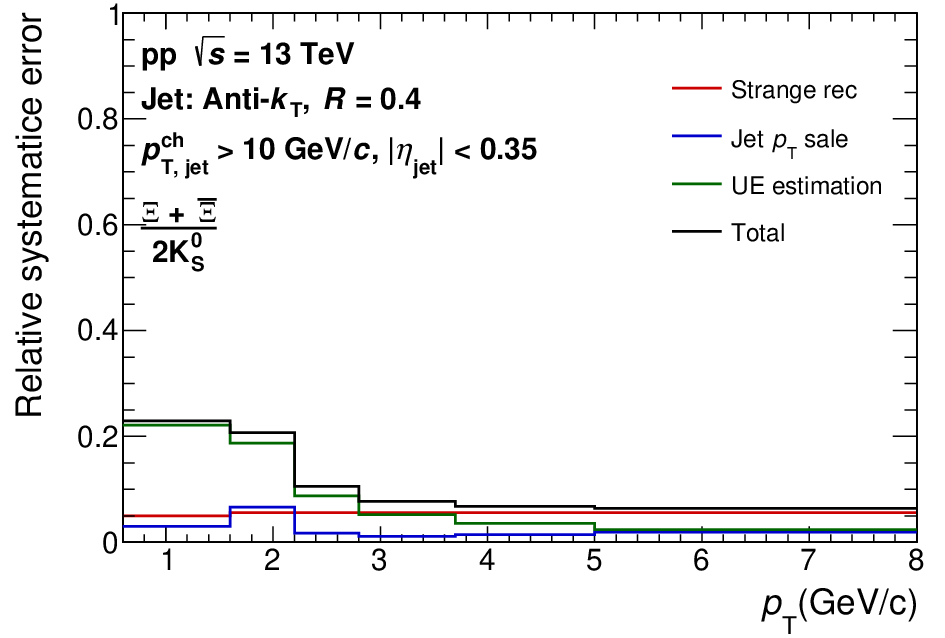 Relative systematice error
1
0.8
0.6
0.4
0.2
0
pp √s = 13 TeV
Jet: Anti-k_T, R = 0.4
p^ch_T, jet > 10 GeV/c, |η_jet| < 0.35
Ξ + Ξ̅
2K^0_S
Strange rec
Jet p_T sale
UE estimation
Total
1 2 3 4 5 6 7 8
p_T(GeV/c)